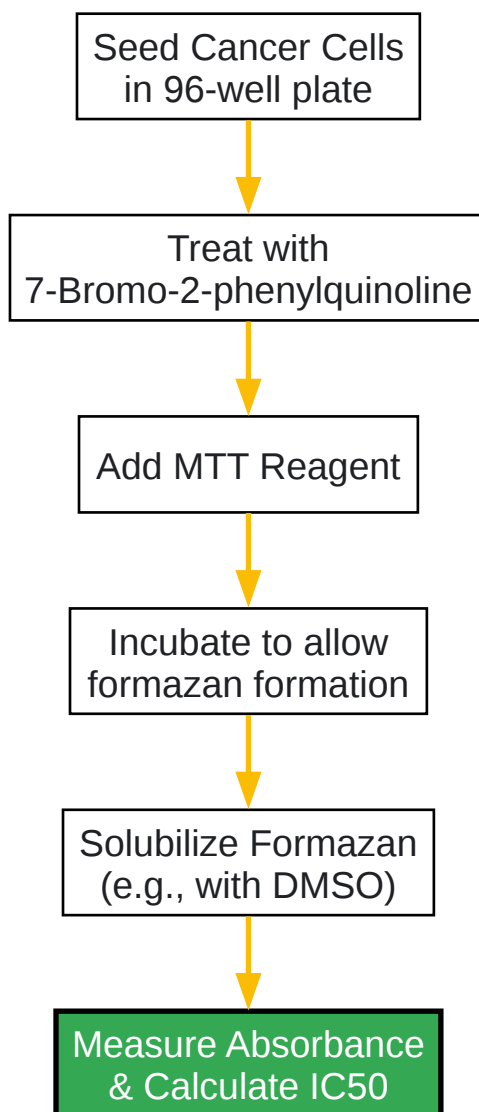 Seed Cancer Cells
in 96-well plate
Treat with
7-Bromo-2-phenylquinoline
Add MTT Reagent
Incubate to allow
formazan formation
Solubilize Formazan
(e.g., with DMSO)
Measure Absorbance
& Calculate IC50